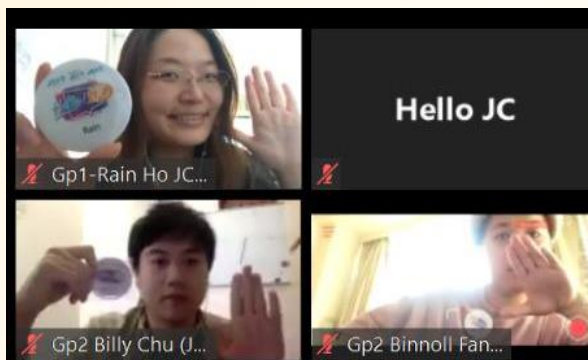 Rain
Gp1-Rain Ho JC...
Hello JC
Gp2 Billy Chu (J...
Gp2 Binnoll Fan...